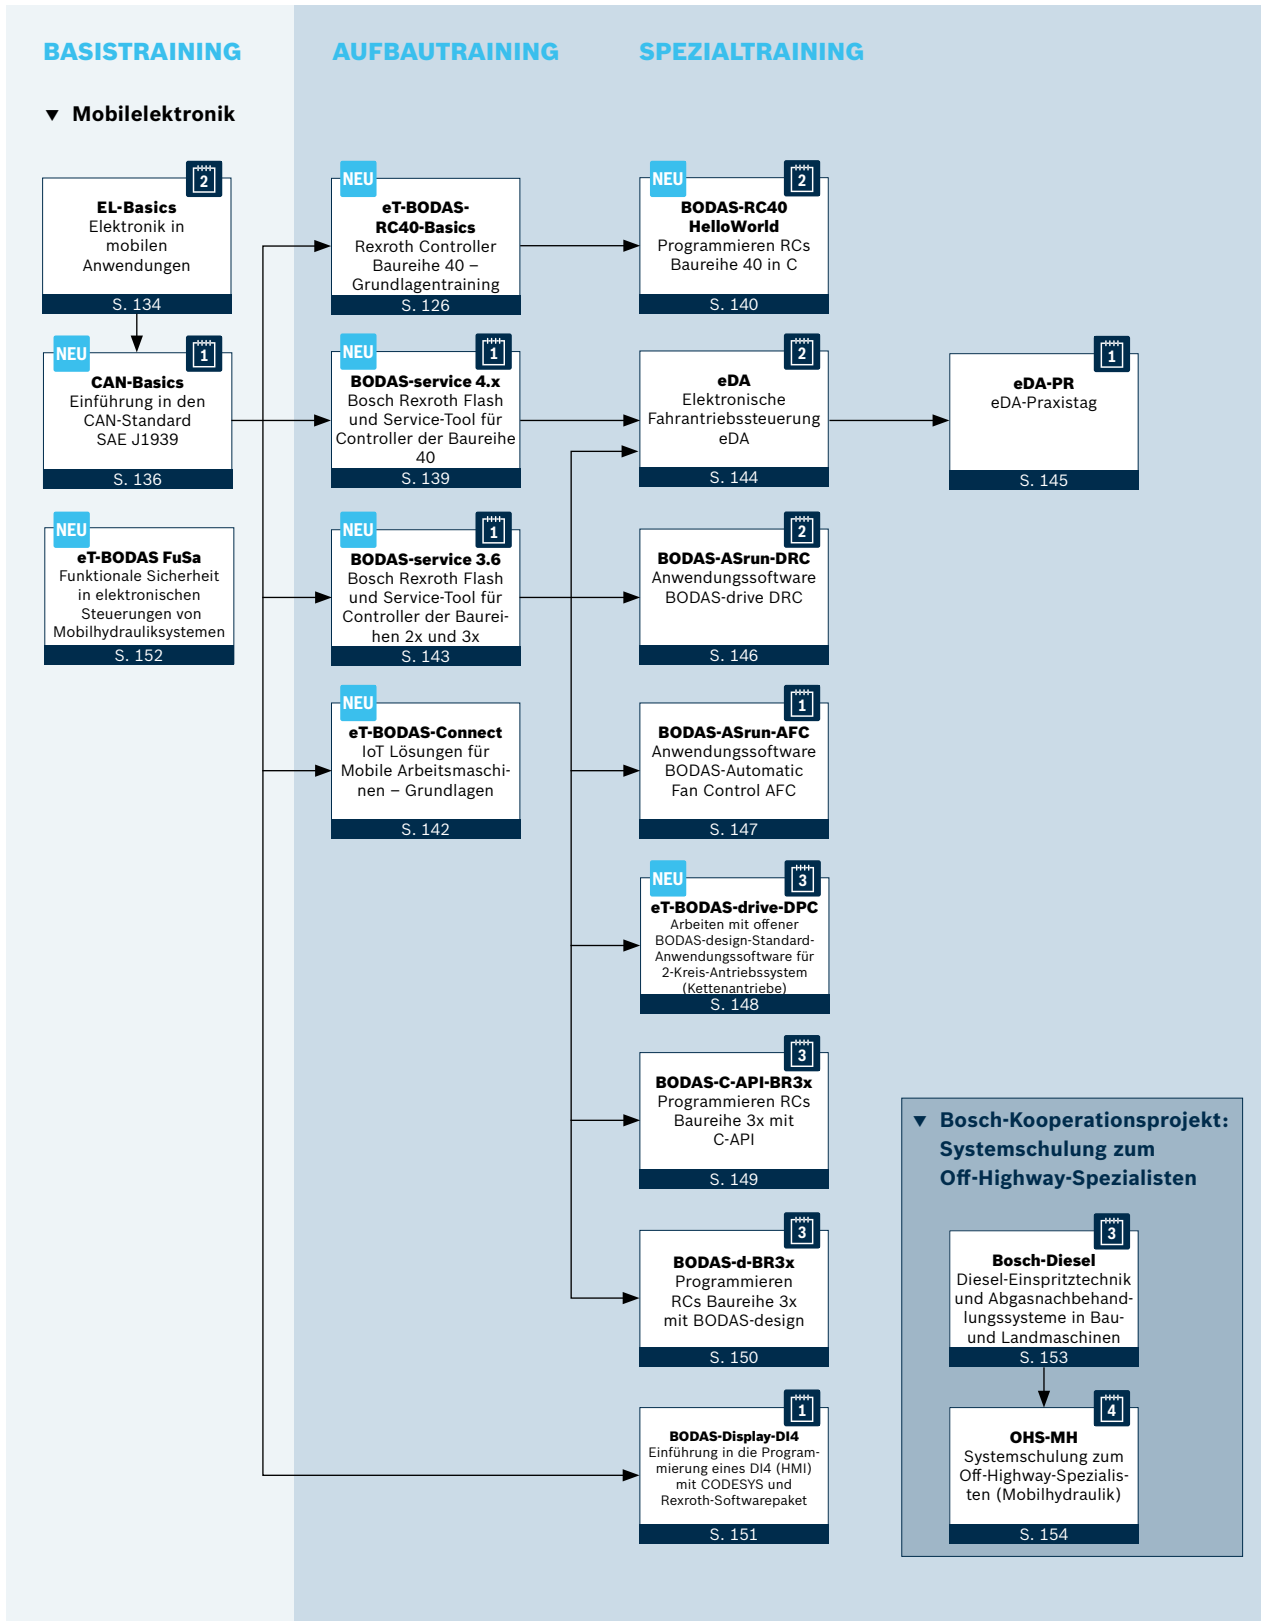 BASISTRAINING
AUFBAUTRAINING
SPEZIALTRAINING
▼ Mobilelektronik
2
EL-Basics
Elektronik in
mobilen
Anwendungen
S. 134
NEU
eT-BODAS-
RC40-Basics
Rexroth Controller
Baureihe 40 –
Grundlagentraining
S. 126
NEU
2
BODAS-RC40
HelloWorld
Programmieren RCs
Baureihe 40 in C
S. 140
NEU
1
CAN-Basics
Einführung in den
CAN-Standard
SAE J1939
S. 136
NEU
1
BODAS-service 4.x
Bosch Rexroth Flash
und Service-Tool für
Controller der Baureihe
40
S. 139
2
eDA
Elektronische
Fahrantriebssteuerung
eDA
S. 144
1
eDA-PR
eDA-Praxistag
S. 145
NEU
eT-BODAS FuSa
Funktionale Sicherheit
in elektronischen
Steuerungen von
Mobilhydrauliksystemen
S. 152
NEU
1
BODAS-service 3.6
Bosch Rexroth Flash
und Service-Tool für
Controller der Baurei-
hen 2x und 3x
S. 143
2
BODAS-ASrun-DRC
Anwendungssoftware
BODAS-drive DRC
S. 146
NEU
eT-BODAS-Connect
IoT Lösungen für
Mobile Arbeitsmaschi-
nen – Grundlagen
S. 142
1
BODAS-ASrun-AFC
Anwendungssoftware
BODAS-Automatic
Fan Control AFC
S. 147
NEU
3
eT-BODAS-drive-DPC
Arbeiten mit offener
BODAS-design-Standard-
Anwendungssoftware für
2-Kreis-Antriebssystem
(Kettenantriebe)
S. 148
3
BODAS-C-API-BR3x
Programmieren RCs
Baureihe 3x mit
C-API
S. 149
3
BODAS-d-BR3x
Programmieren
RCs Baureihe 3x
mit BODAS-design
S. 150
1
BODAS-Display-DI4
Einführung in die Program-
mierung eines DI4 (HMI)
mit CODESYS und
Rexroth-Softwarepaket
S. 151
▼ Bosch-Kooperationsprojekt:
Systemschulung zum
Off-Highway-Spezialisten
3
Bosch-Diesel
Diesel-Einspritztechnik
und Abgasnachbehand-
lungssysteme in Bau-
und Landmaschinen
S. 153
4
OHS-MH
Systemschulung zum
Off-Highway-Spezialis-
ten (Mobilhydraulik)
S. 154